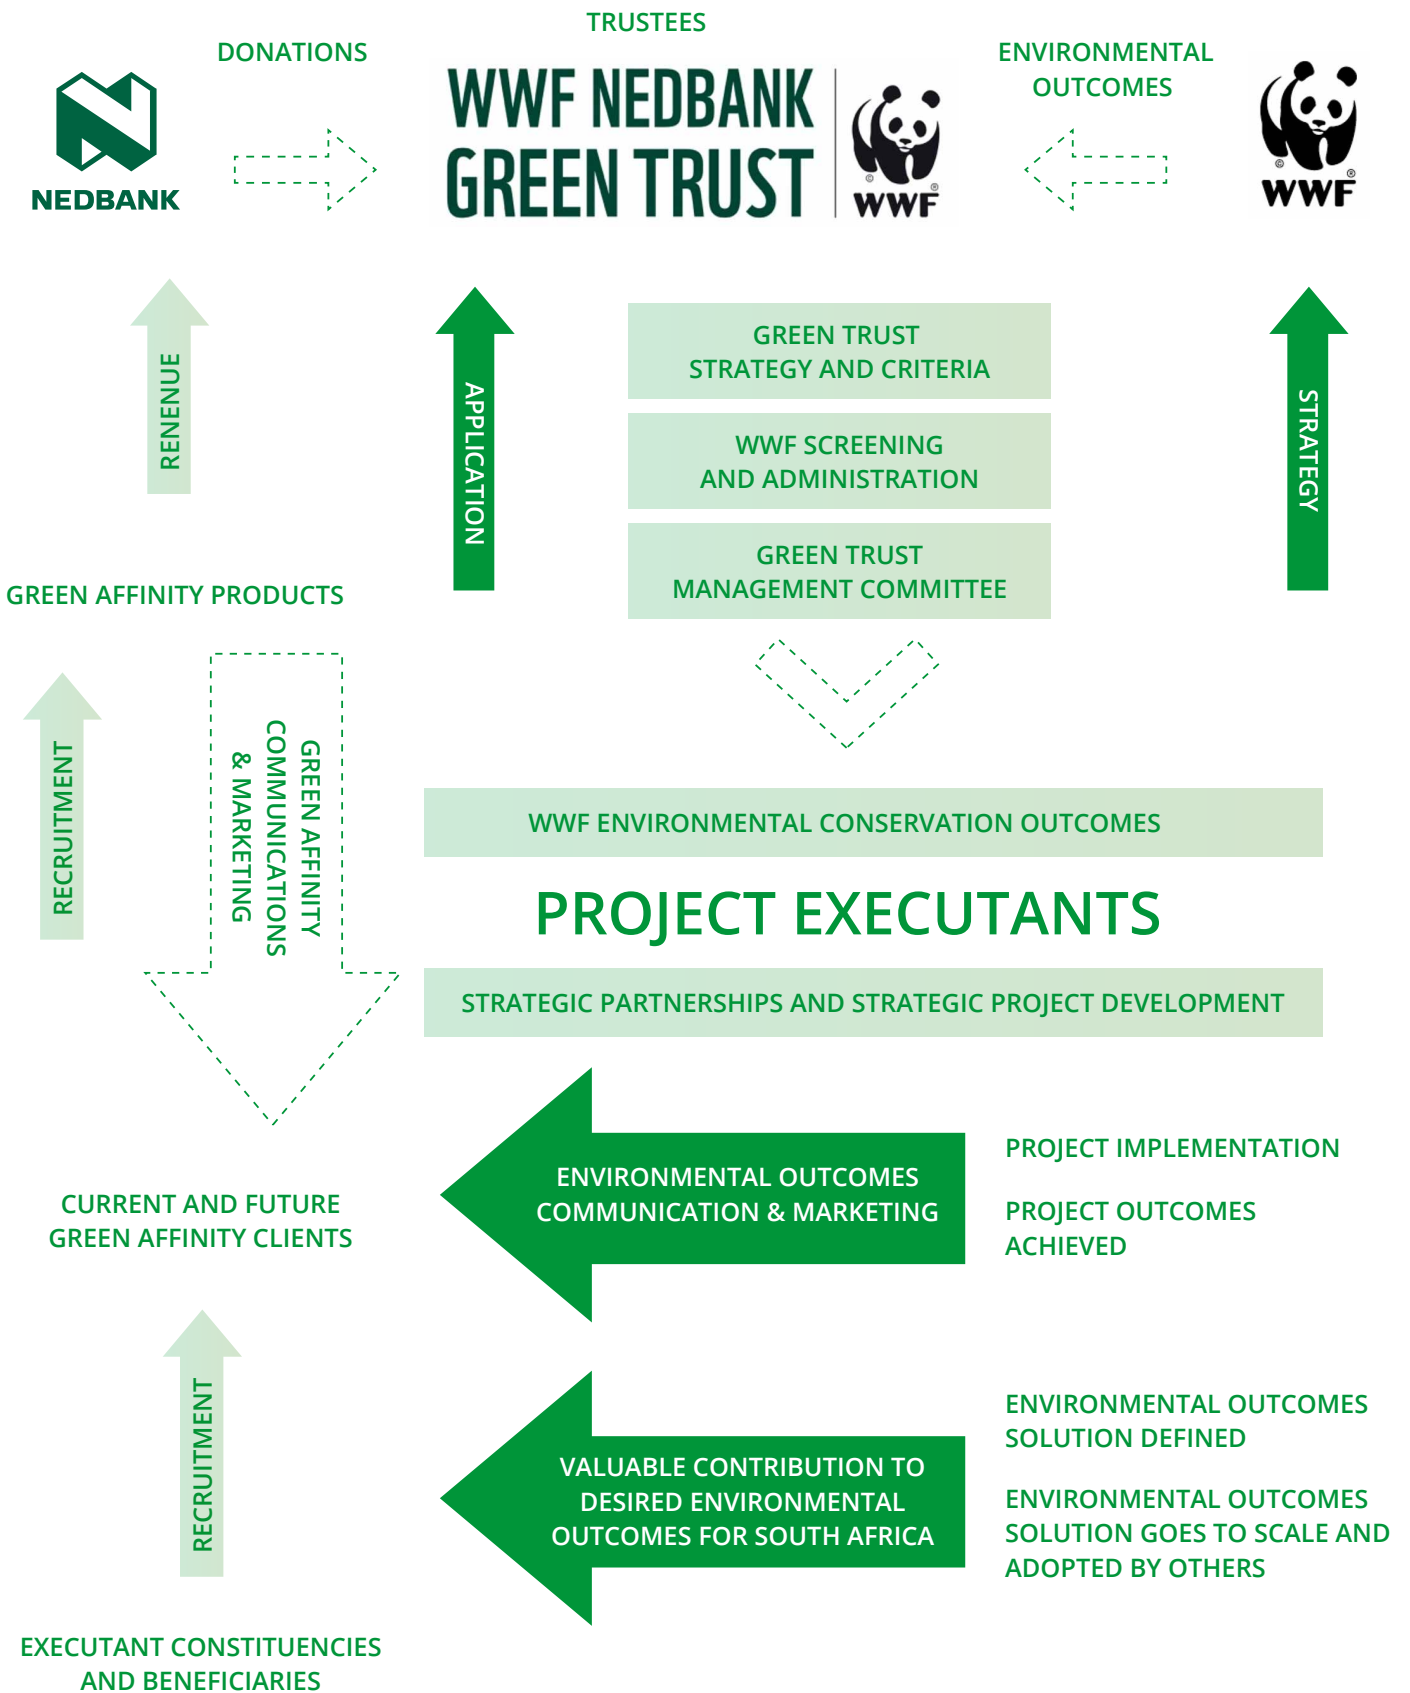 TRUSTEES
DONATIONS
ENVIRONMENTAL
OUTCOMES
NEDBANK
WWF NEDBANK
GREEN TRUST
©
®
WWF
©
®
WWF
RENENUE
APPLICATION
GREEN TRUST
STRATEGY AND CRITERIA
WWF SCREENING
AND ADMINISTRATION
GREEN TRUST
MANAGEMENT COMMITTEE
STRATEGY
GREEN AFFINITY PRODUCTS
RECRUITMENT
GREEN AFFINITY
COMMUNICATIONS
& MARKETING
WWF ENVIRONMENTAL CONSERVATION OUTCOMES
PROJECT EXECUTANTS
STRATEGIC PARTNERSHIPS AND STRATEGIC PROJECT DEVELOPMENT
CURRENT AND FUTURE
GREEN AFFINITY CLIENTS
ENVIRONMENTAL OUTCOMES
COMMUNICATION & MARKETING
PROJECT IMPLEMENTATION
PROJECT OUTCOMES
ACHIEVED
RECRUITMENT
VALUABLE CONTRIBUTION TO
DESIRED ENVIRONMENTAL
OUTCOMES FOR SOUTH AFRICA
ENVIRONMENTAL OUTCOMES
SOLUTION DEFINED
ENVIRONMENTAL OUTCOMES
SOLUTION GOES TO SCALE AND
ADOPTED BY OTHERS
EXECUTANT CONSTITUENCIES
AND BENEFICIARIES